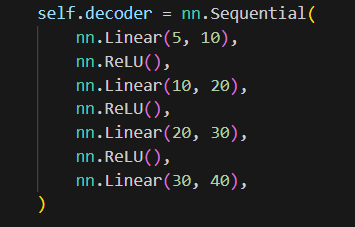 self.decoder = nn.Sequential(
    nn.Linear(5, 10),
    nn.ReLU(),
    nn.Linear(10, 20),
    nn.ReLU(),
    nn.Linear(20, 30),
    nn.ReLU(),
    nn.Linear(30, 40),
)